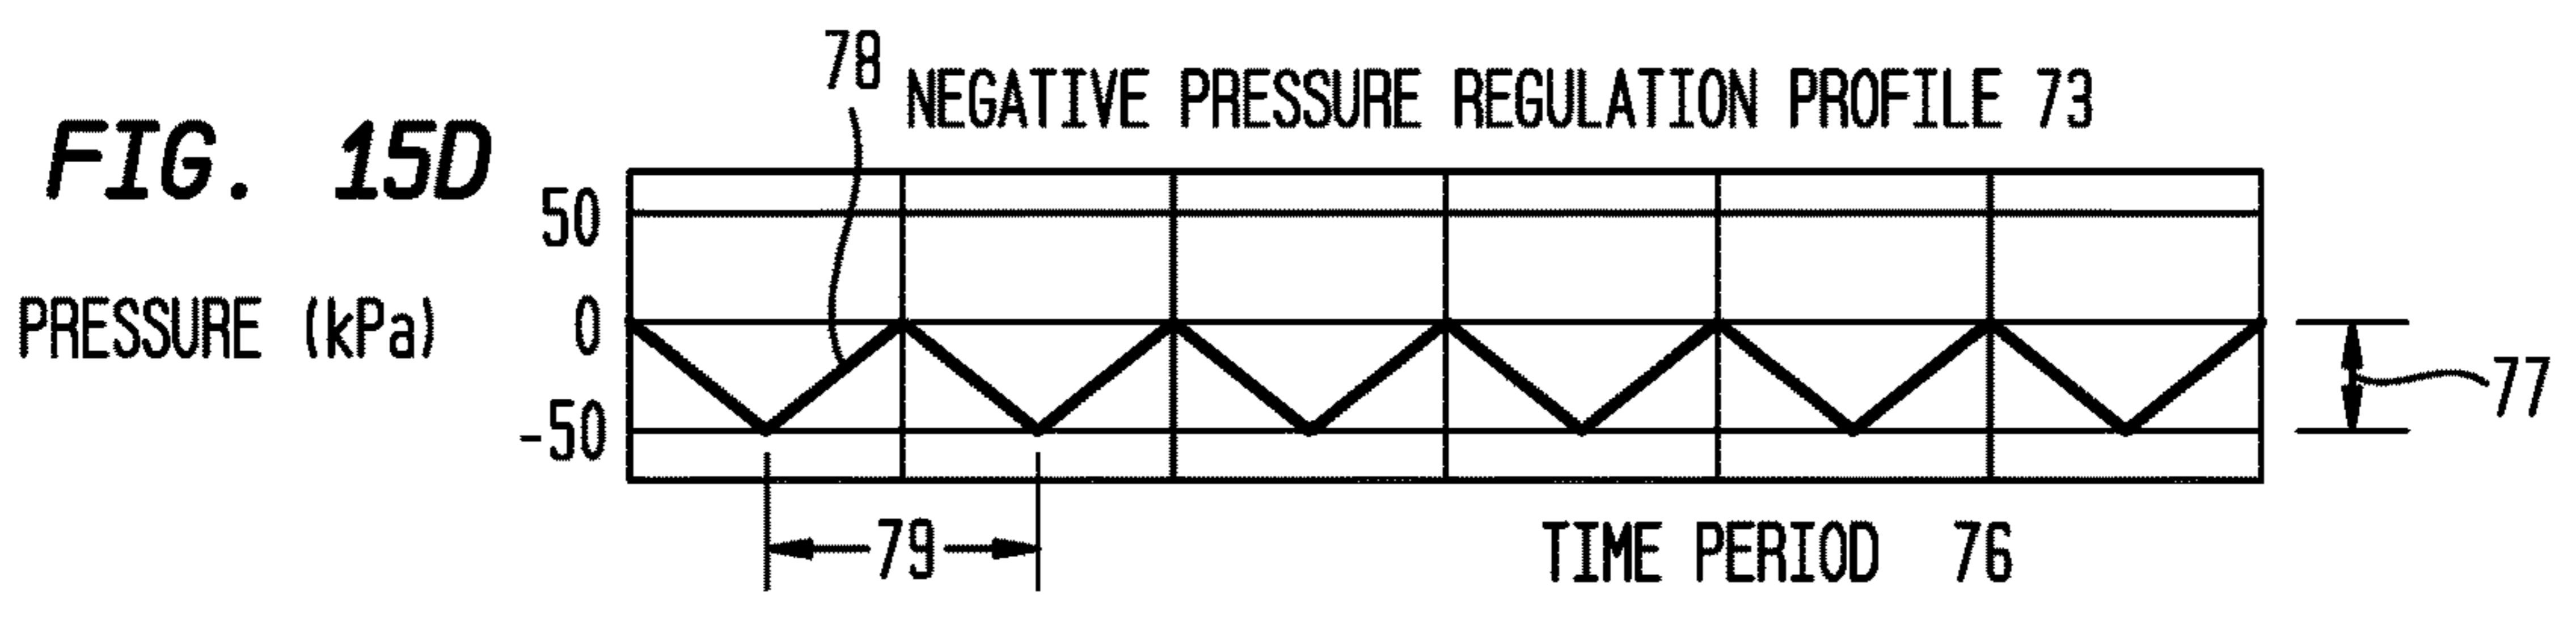 78
NEGATIVE PRESSURE REGULATION PROFILE 73
FIG. 15D
50
PRESSURE (kPa)
0
-50
77
79
TIME PERIOD 76